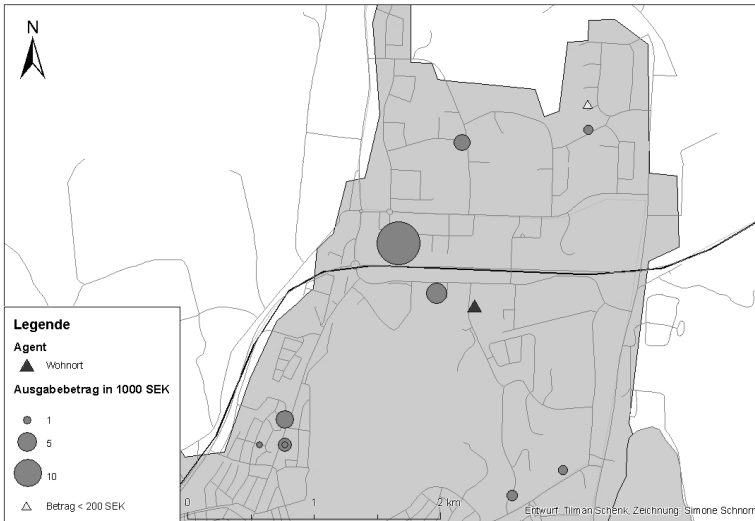 N
Legende
Agent
Wohnort
Ausgabebetrag in 1000 SEK
1
5
10
Betrag < 200 SEK
0 1 2 km
Entwurf: Tilman Schenk, Zeichnung: Simone Schnorr